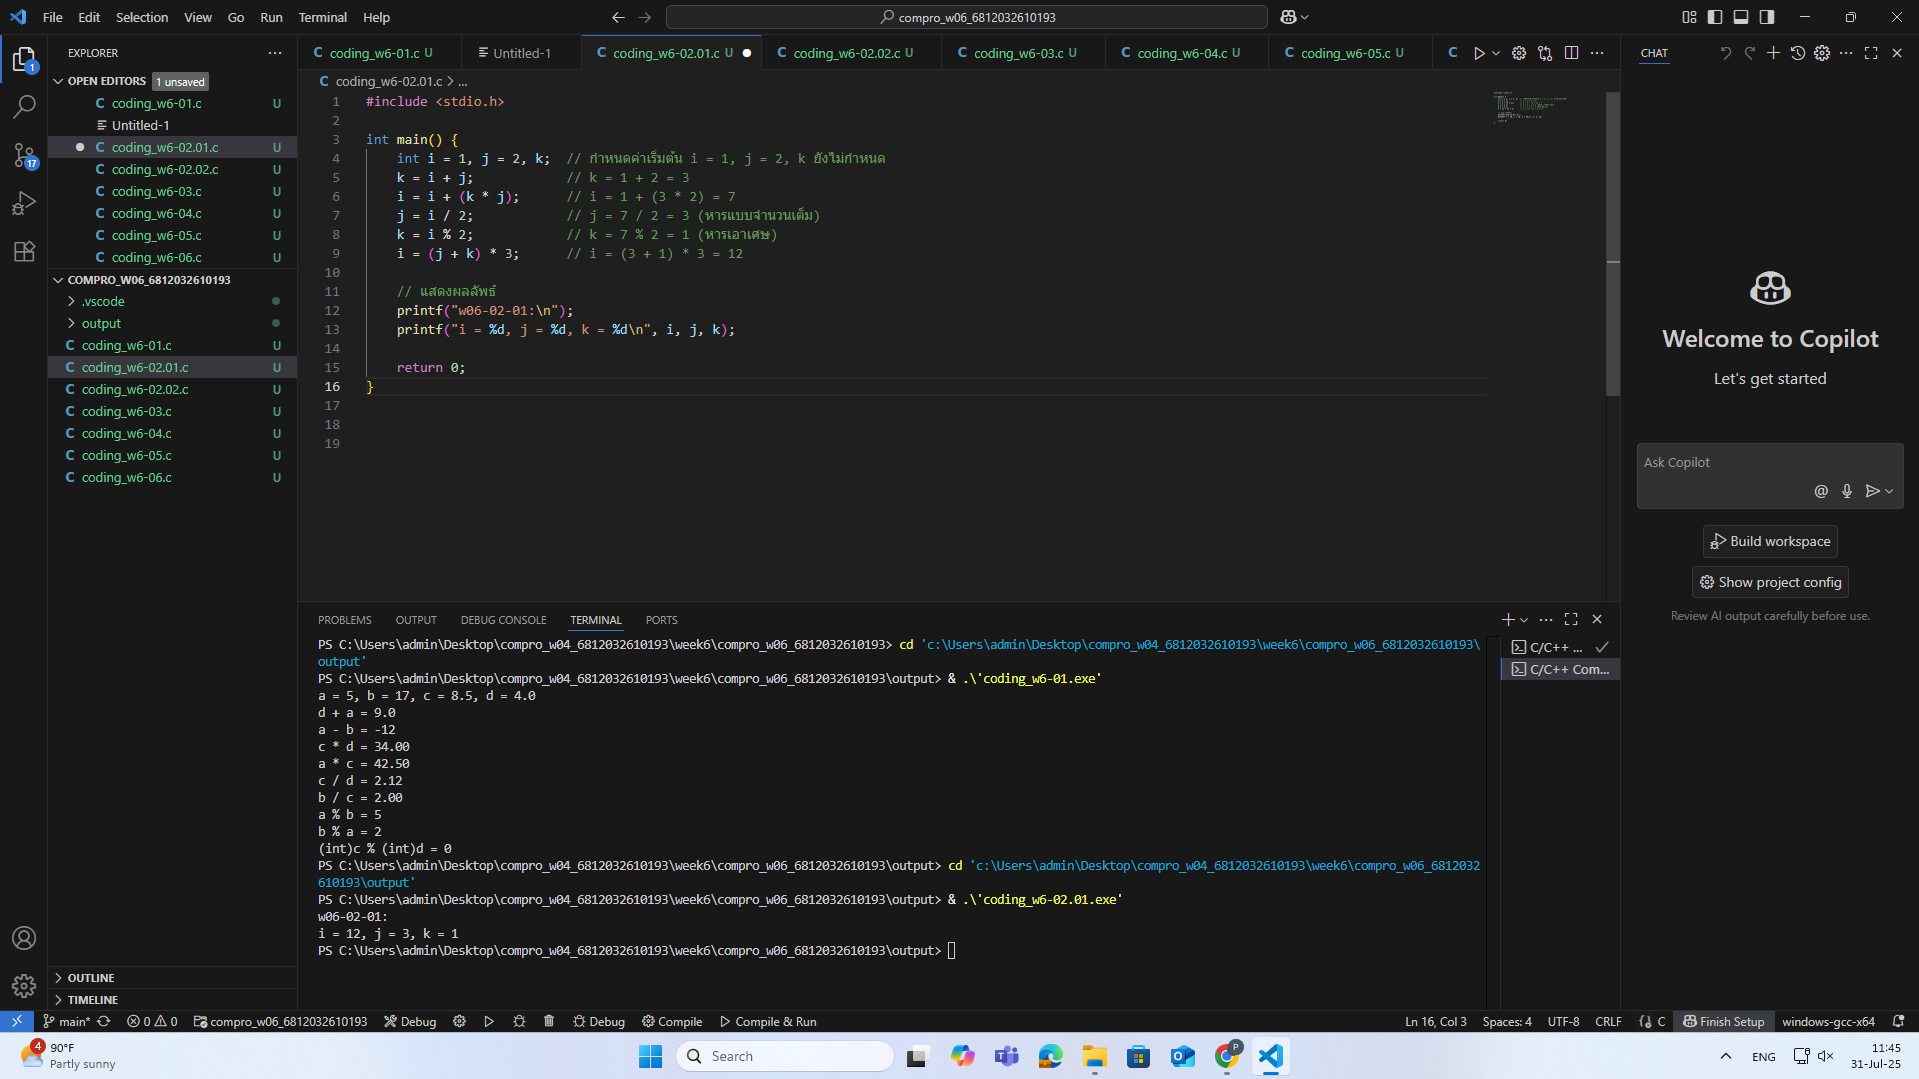 File Edit Selection View Go Run Terminal Help
compro_w06_6812032610193
EXPLORER
OPEN EDITORS 1 unsaved
coding_w6-01.c U
Untitled-1
coding_w6-02.01.c U
coding_w6-02.02.c U
coding_w6-03.c U
coding_w6-04.c U
coding_w6-05.c U
coding_w6-06.c U
COMPRO_W06_6812032610193
.vscode
output
coding_w6-01.c U
coding_w6-02.01.c U
coding_w6-02.02.c U
coding_w6-03.c U
coding_w6-04.c U
coding_w6-05.c U
coding_w6-06.c U
OUTLINE
TIMELINE
1
17
C coding_w6-01.c U Untitled-1 C coding_w6-02.01.c U C coding_w6-02.02.c U C coding_w6-03.c U C coding_w6-04.c U C coding_w6-05.c U C
C coding_w6-02.01.c > ...
1 #include <stdio.h>
2
3 int main() {
4 int i = 1, j = 2, k; // กำหนดค่าเริ่มต้น i = 1, j = 2, k ยังไม่กำหนด
5 k = i + j; // k = 1 + 2 = 3
6 i = i + (k * j); // i = 1 + (3 * 2) = 7
7 j = i / 2; // j = 7 / 2 = 3 (หารแบบจำนวนเต็ม)
8 k = i % 2; // k = 7 % 2 = 1 (หารเอาเศษ)
9 i = (j + k) * 3; // i = (3 + 1) * 3 = 12
10
11 // แสดงผลลัพธ์
12 printf("w06-02-01:\n");
13 printf("i = %d, j = %d, k = %d\n", i, j, k);
14
15 return 0;
16 }
17
18
19
PROBLEMS OUTPUT DEBUG CONSOLE TERMINAL PORTS
PS C:\Users\admin\Desktop\compro_w04_6812032610193\week6\compro_w06_6812032610193> cd 'c:\Users\admin\Desktop\compro_w04_6812032610193\week6\compro_w06_6812032610193\
output'
PS C:\Users\admin\Desktop\compro_w04_6812032610193\week6\compro_w06_6812032610193\output> & .\'coding_w6-01.exe'
a = 5, b = 17, c = 8.5, d = 4.0
d + a = 9.0
a - b = -12
c * d = 34.00
a * c = 42.50
c / d = 2.12
b / c = 2.00
a % b = 5
b % a = 2
(int)c % (int)d = 0
PS C:\Users\admin\Desktop\compro_w04_6812032610193\week6\compro_w06_6812032610193\output> cd 'c:\Users\admin\Desktop\compro_w04_6812032610193\week6\compro_w06_6812032
610193\output'
PS C:\Users\admin\Desktop\compro_w04_6812032610193\week6\compro_w06_6812032610193\output> & .\'coding_w6-02.01.exe'
w06-02-01:
i = 12, j = 3, k = 1
PS C:\Users\admin\Desktop\compro_w04_6812032610193\week6\compro_w06_6812032610193\output>
C/C++ ...
C/C++ Com...
CHAT
Welcome to Copilot
Let's get started
Ask Copilot
Build workspace
Show project config
Review AI output carefully before use.
main* 0 0 compro_w06_6812032610193 Debug Debug Compile Compile & Run
Ln 16, Col 3 Spaces: 4 UTF-8 CRLF {} C Finish Setup windows-gcc-x64
4
90°F
Partly sunny
Search
P
ENG
11:45
31-Jul-25